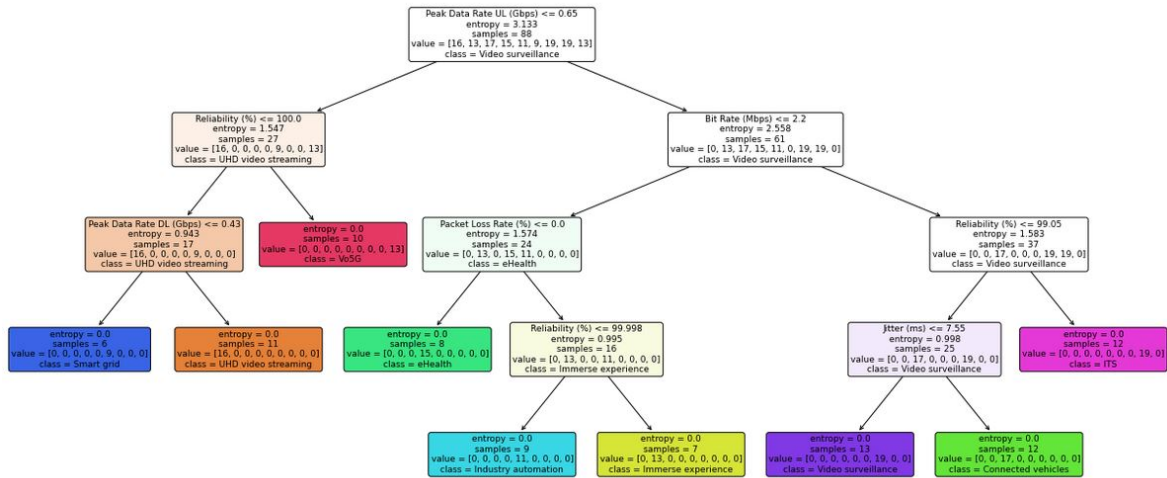 Peak Data Rate UL (Gbps) <= 0.65
entropy = 3.133
samples = 88
value = [16, 13, 17, 15, 11, 9, 19, 19, 13]
class = Video surveillance
Reliability (%) <= 100.0
entropy = 1.547
samples = 27
value = [16, 0, 0, 0, 0, 9, 0, 0, 13]
class = UHD video streaming
Bit Rate (Mbps) <= 2.2
entropy = 2.558
samples = 61
value = [0, 13, 17, 15, 11, 0, 19, 19, 0]
class = Video surveillance
Peak Data Rate DL (Gbps) <= 0.43
entropy = 0.943
samples = 17
value = [16, 0, 0, 0, 0, 9, 0, 0, 0]
class = UHD video streaming
entropy = 0.0
samples = 10
value = [0, 0, 0, 0, 0, 0, 0, 0, 13]
class = Vo5G
Packet Loss Rate (%) <= 0.0
entropy = 1.574
samples = 24
value = [0, 13, 0, 15, 11, 0, 0, 0, 0]
class = eHealth
Reliability (%) <= 99.05
entropy = 1.583
samples = 37
value = [0, 0, 17, 0, 0, 0, 19, 19, 0]
class = Video surveillance
entropy = 0.0
samples = 6
value = [0, 0, 0, 0, 0, 9, 0, 0, 0]
class = Smart grid
entropy = 0.0
samples = 11
value = [16, 0, 0, 0, 0, 0, 0, 0, 0]
class = UHD video streaming
entropy = 0.0
samples = 8
value = [0, 0, 0, 15, 0, 0, 0, 0, 0]
class = eHealth
Reliability (%) <= 99.998
entropy = 0.995
samples = 16
value = [0, 13, 0, 0, 11, 0, 0, 0, 0]
class = Immerse experience
Jitter (ms) <= 7.55
entropy = 0.998
samples = 25
value = [0, 0, 17, 0, 0, 0, 19, 0, 0]
class = Video surveillance
entropy = 0.0
samples = 12
value = [0, 0, 0, 0, 0, 0, 0, 19, 0]
class = ITS
entropy = 0.0
samples = 9
value = [0, 0, 0, 0, 11, 0, 0, 0, 0]
class = Industry automation
entropy = 0.0
samples = 7
value = [0, 13, 0, 0, 0, 0, 0, 0, 0]
class = Immerse experience
entropy = 0.0
samples = 13
value = [0, 0, 0, 0, 0, 0, 19, 0, 0]
class = Video surveillance
entropy = 0.0
samples = 12
value = [0, 0, 17, 0, 0, 0, 0, 0, 0]
class = Connected vehicles